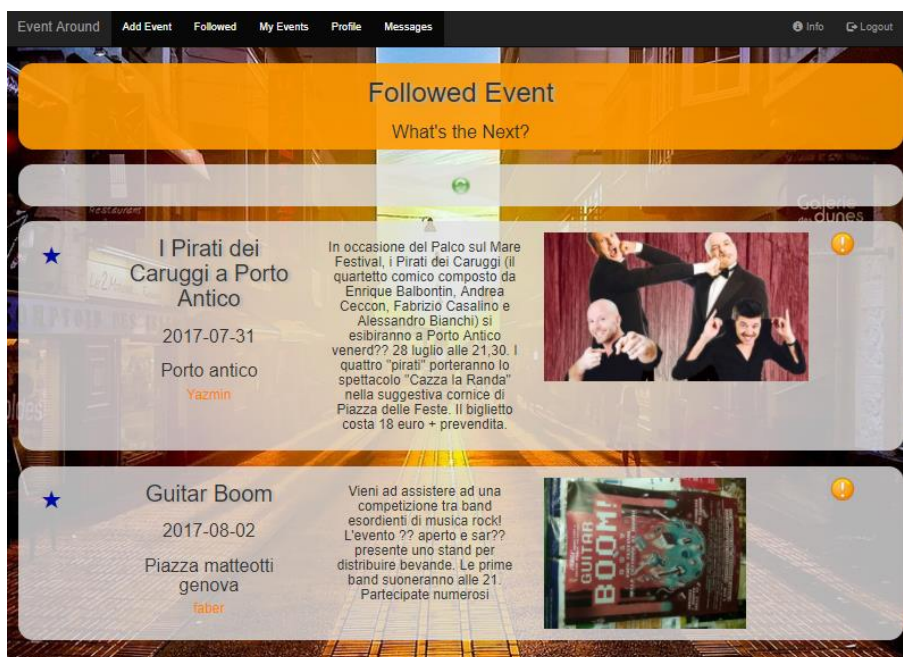 Event Around Add Event Followed My Events Profile Messages Info Logout
Followed Event
What's the Next?
Restaurant
Galerie
des dunes
I Pirati dei
Caruggi a Porto
Antico
2017-07-31
Porto antico
Yazmin
In occasione del Palco sul Mare
Festival, i Pirati dei Caruggi (il
quartetto comico composto da
Enrique Balbontin, Andrea
Ceccon, Fabrizio Casalino e
Alessandro Bianchi) si
esibiranno a Porto Antico
venerd?? 28 luglio alle 21,30. I
quattro "pirati" porteranno lo
spettacolo "Cazza la Randa"
nella suggestiva cornice di
Piazza delle Feste. Il biglietto
costa 18 euro + prevendita.
Guitar Boom
2017-08-02
Piazza matteotti
genova
faber
Vieni ad assistere ad una
competizione tra band
esordienti di musica rock!
L'evento ?? aperto e sar??
presente uno stand per
distribuire bevande. Le prime
band suoneranno alle 21.
Partecipate numerosi
GUITAR
BOOM!